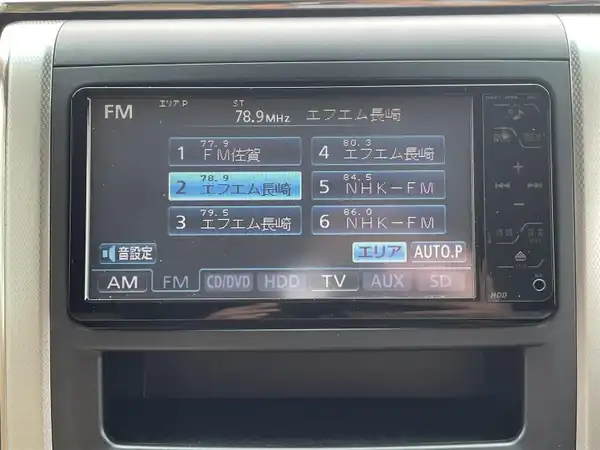 FM エリア.P ST 78.9MHz エフエム長崎
1 77.9 FM佐賀
4 80.3 エフエム長崎
2 78.9 エフエム長崎
5 84.5 NHK-FM
3 79.5 エフエム長崎
6 86.0 NHK-FM
音設定 エリア AUTO.P
AM FM CD/DVD HDD TV AUX SD
HDD